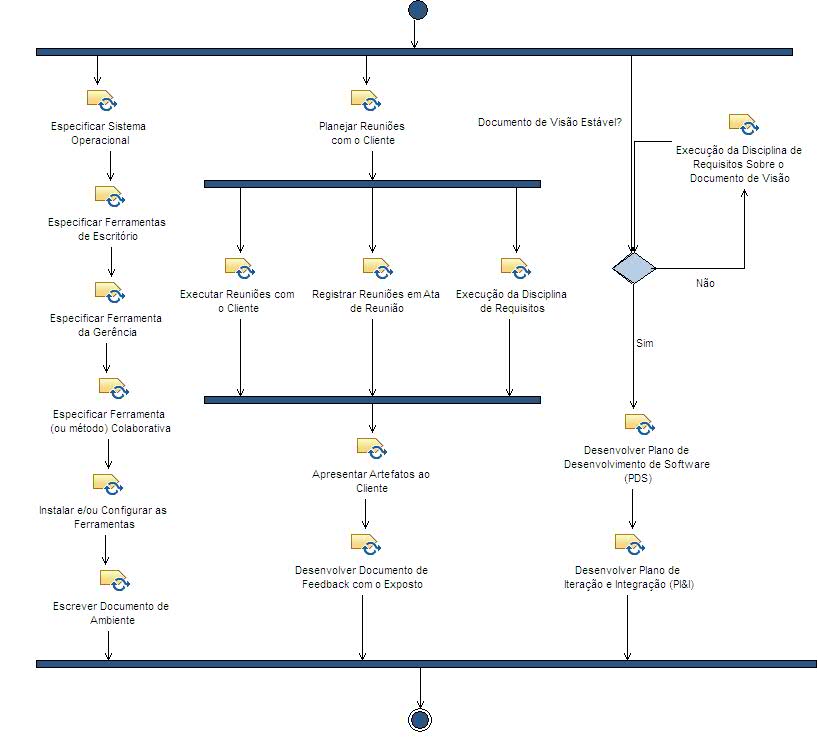 Especificar Sistema
Operacional
Especificar Ferramentas
de Escritório
Especificar Ferramenta
da Gerência
Especificar Ferramenta
(ou método) Colaborativa
Instalar e/ou Configurar as
Ferramentas
Escrever Documento de
Ambiente
Planejar Reuniões
com o Cliente
Executar Reuniões com
o Cliente
Registrar Reuniões em Ata
de Reunião
Execução da Disciplina
de Requisitos
Apresentar Artefatos ao
Cliente
Desenvolver Documento de
Feedback com o Exposto
Documento de Visão Estável?
Execução da Disciplina de
Requisitos Sobre o
Documento de Visão
Não
Sim
Desenvolver Plano de
Desenvolvimento de Software
(PDS)
Desenvolver Plano de
Iteração e Integração (PI&I)